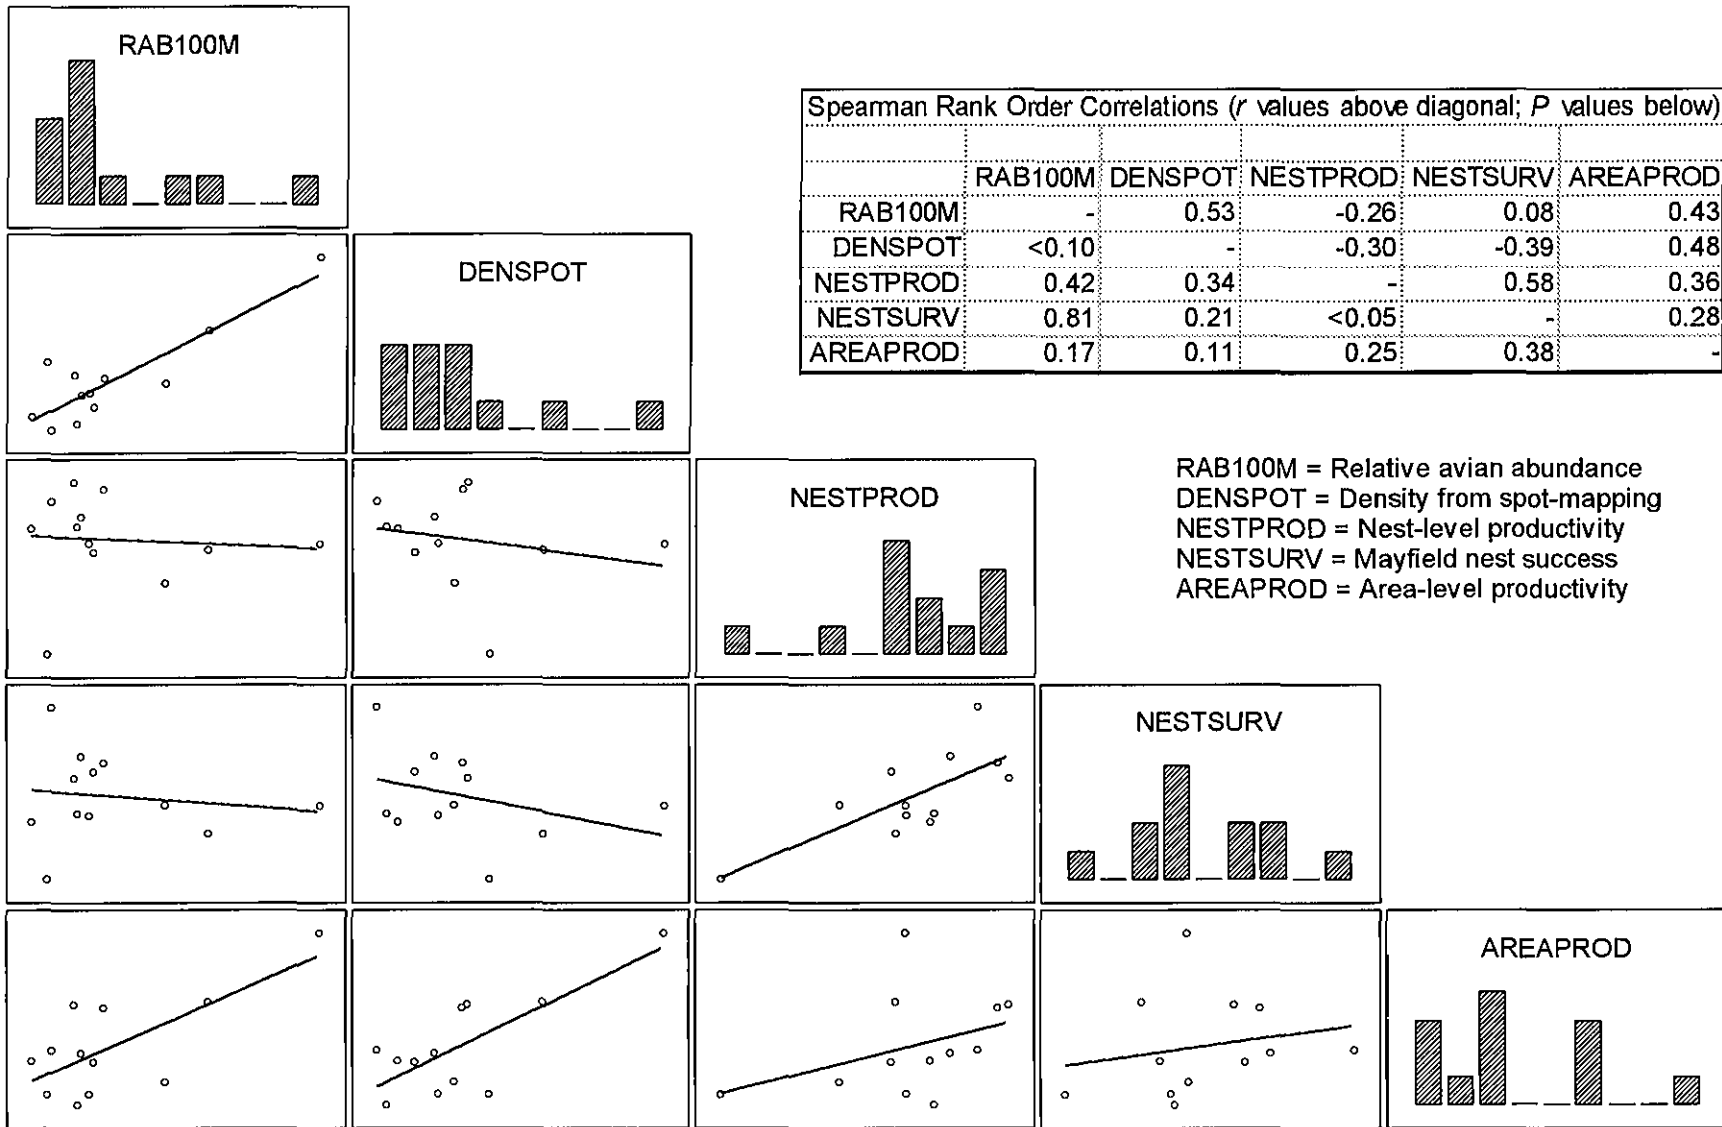 RAB100M
Spearman Rank Order Correlations (r values above diagonal; P values below)
RAB100M DENSPOT NESTPROD NESTSURV AREAPROD
RAB100M - 0.53 -0.26 0.08 0.43
DENSPOT <0.10 - -0.30 -0.39 0.48
NESTPROD 0.42 0.34 - 0.58 0.36
NESTSURV 0.81 0.21 <0.05 - 0.28
AREAPROD 0.17 0.11 0.25 0.38 -
DENSPOT
NESTPROD
RAB100M = Relative avian abundance
DENSPOT = Density from spot-mapping
NESTPROD = Nest-level productivity
NESTSURV = Mayfield nest success
AREAPROD = Area-level productivity
NESTSURV
AREAPROD